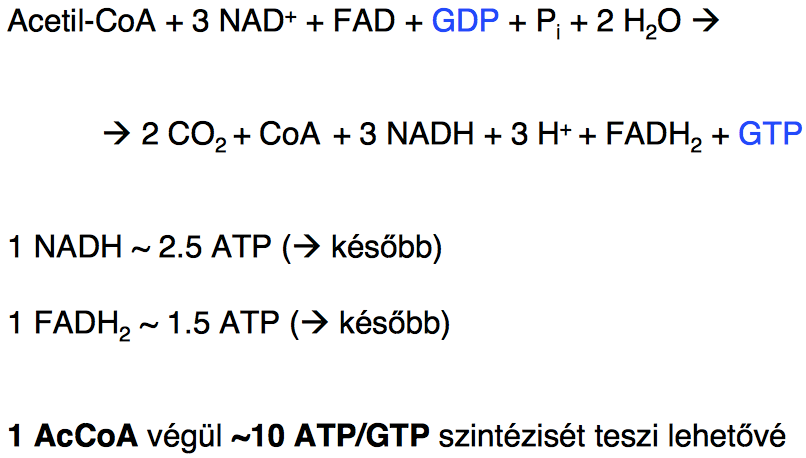 Acetil-CoA + 3 NAD⁺ + FAD + GDP + Pᵢ + 2 H₂O →
→ 2 CO₂ + CoA + 3 NADH + 3 H⁺ + FADH₂ + GTP
1 NADH ~ 2.5 ATP (→ később)
1 FADH₂ ~ 1.5 ATP (→ később)
1 AcCoA végül ~10 ATP/GTP szintézisét teszi lehetővé